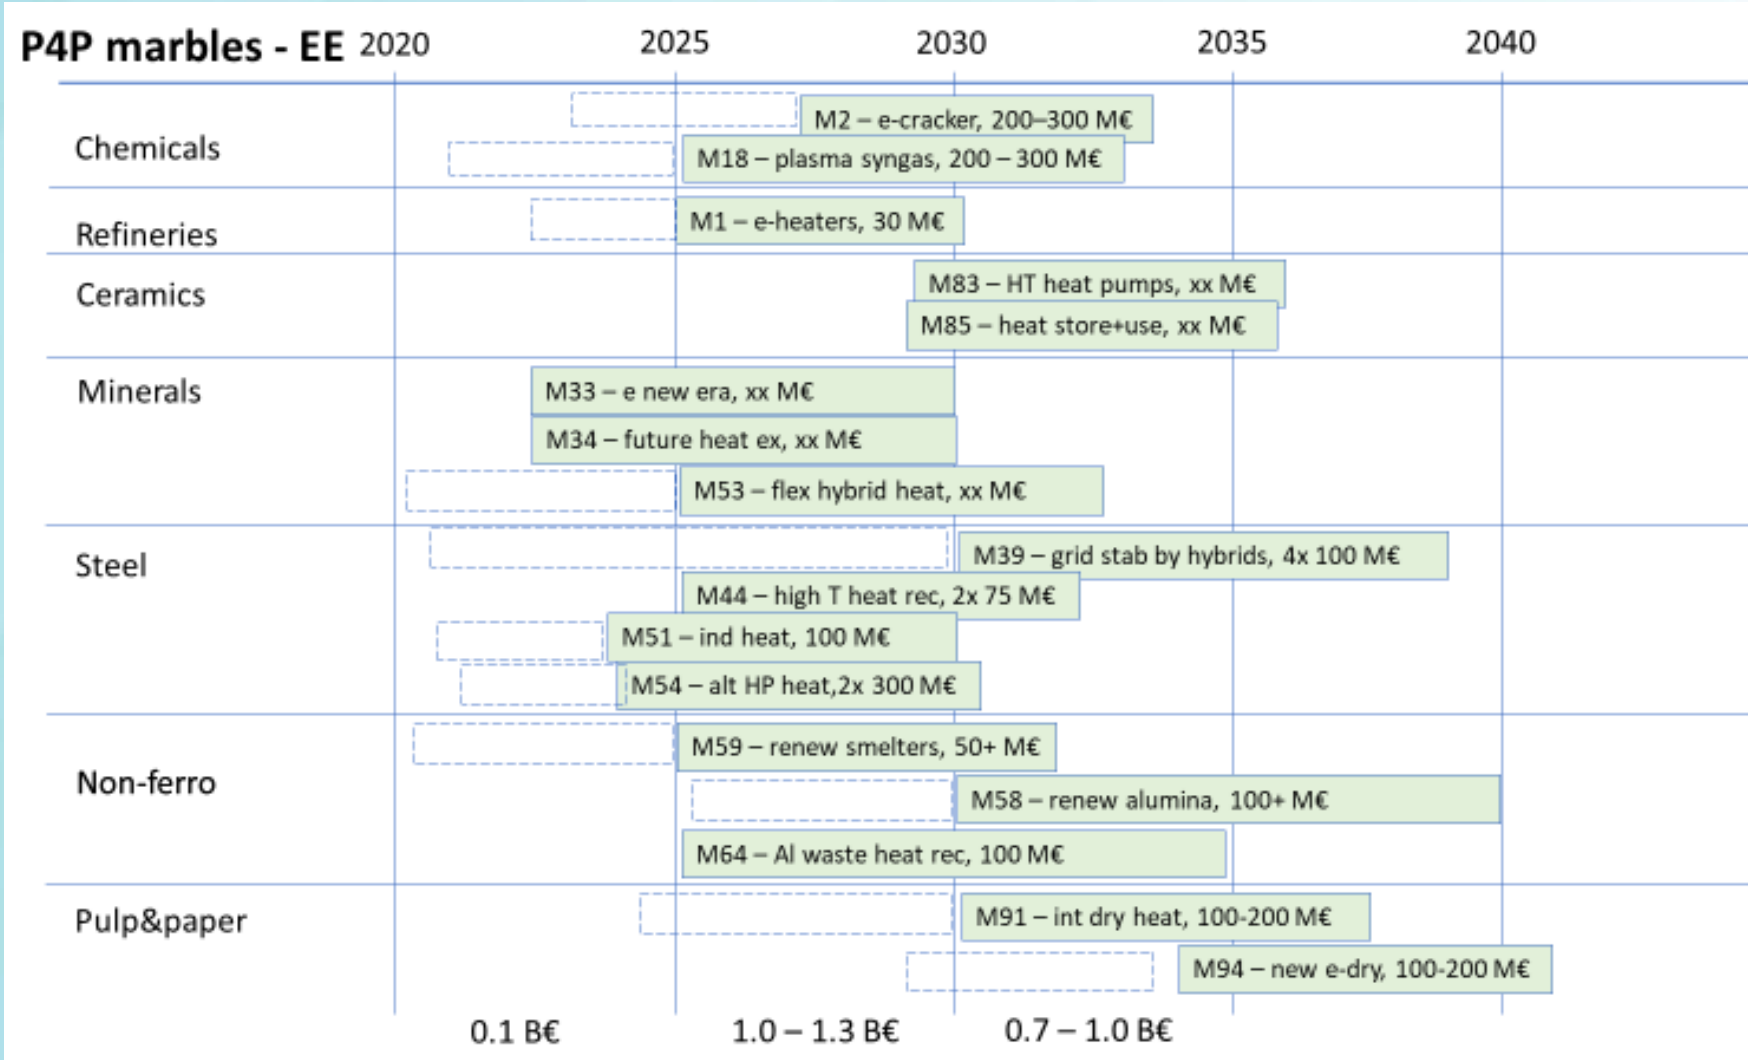 P4P marbles - EE 2020 2025 2030 2035 2040
Chemicals
M2 – e-cracker, 200–300 M€
M18 – plasma syngas, 200 – 300 M€
Refineries
M1 – e-heaters, 30 M€
Ceramics
M83 – HT heat pumps, xx M€
M85 – heat store+use, xx M€
Minerals
M33 – e new era, xx M€
M34 – future heat ex, xx M€
M53 – flex hybrid heat, xx M€
Steel
M39 – grid stab by hybrids, 4x 100 M€
M44 – high T heat rec, 2x 75 M€
M51 – ind heat, 100 M€
M54 – alt HP heat,2x 300 M€
Non-ferro
M59 – renew smelters, 50+ M€
M58 – renew alumina, 100+ M€
M64 – Al waste heat rec, 100 M€
Pulp&paper
M91 – int dry heat, 100-200 M€
M94 – new e-dry, 100-200 M€
0.1 B€ 1.0 – 1.3 B€ 0.7 – 1.0 B€